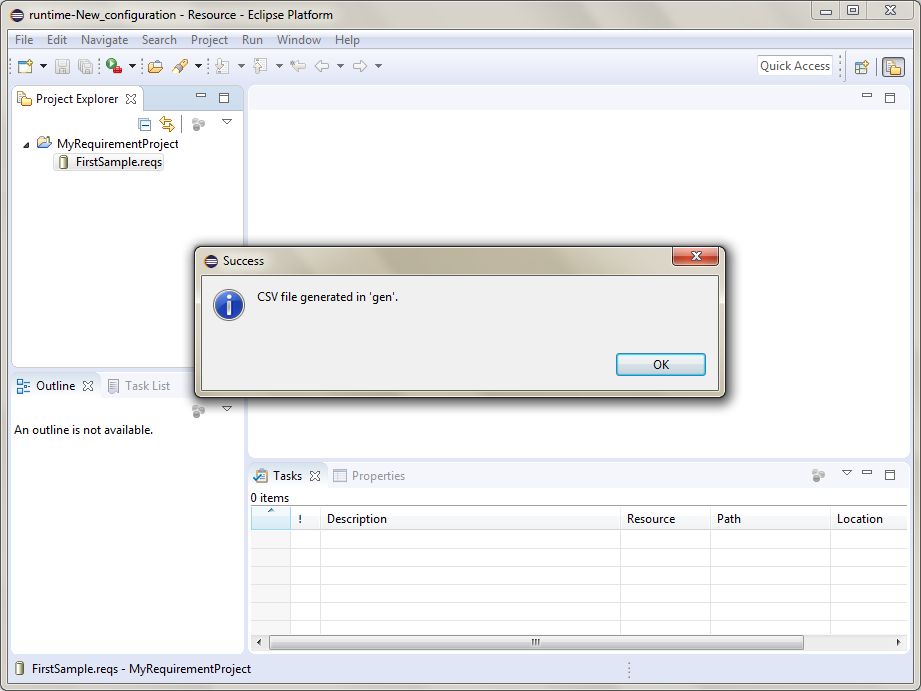 runtime-New_configuration - Resource - Eclipse Platform
File Edit Navigate Search Project Run Window Help
Quick Access
Project Explorer
MyRequirementProject
FirstSample.reqs
Success
CSV file generated in 'gen'.
OK
Outline Task List
An outline is not available.
Tasks Properties
0 items
! Description Resource Path Location
FirstSample.reqs - MyRequirementProject